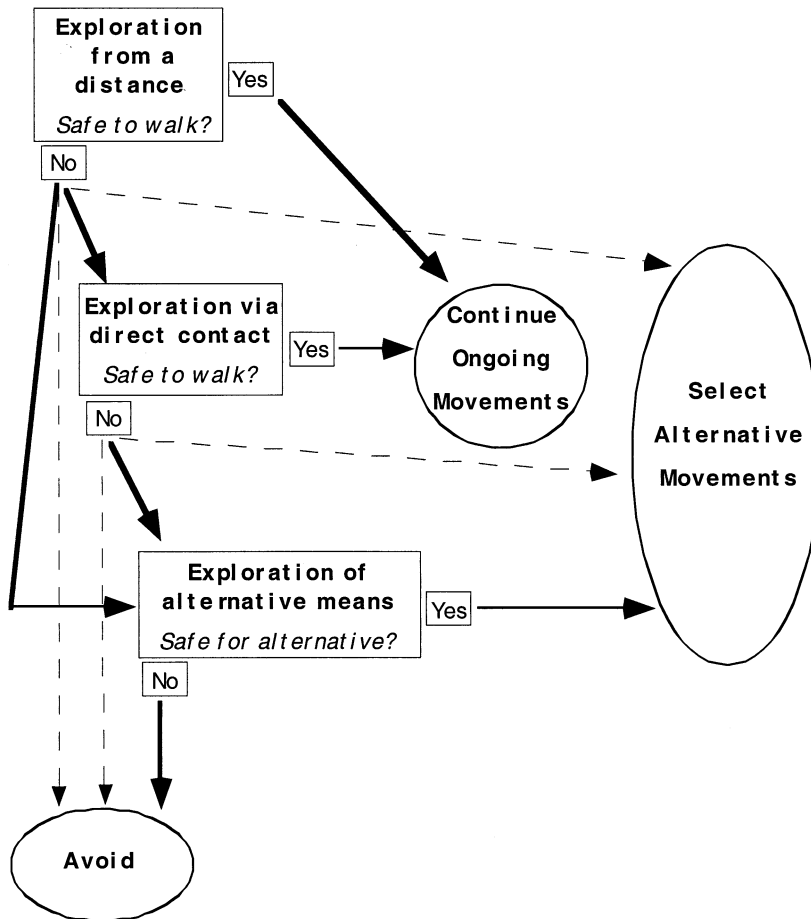 Exploration
from a
distance
Safe to walk?
Yes
No
Exploration via
direct contact
Safe to walk?
Yes
No
Continue
Ongoing
Movements
Select
Alternative
Movements
Exploration of
alternative means
Safe for alternative?
Yes
No
Avoid